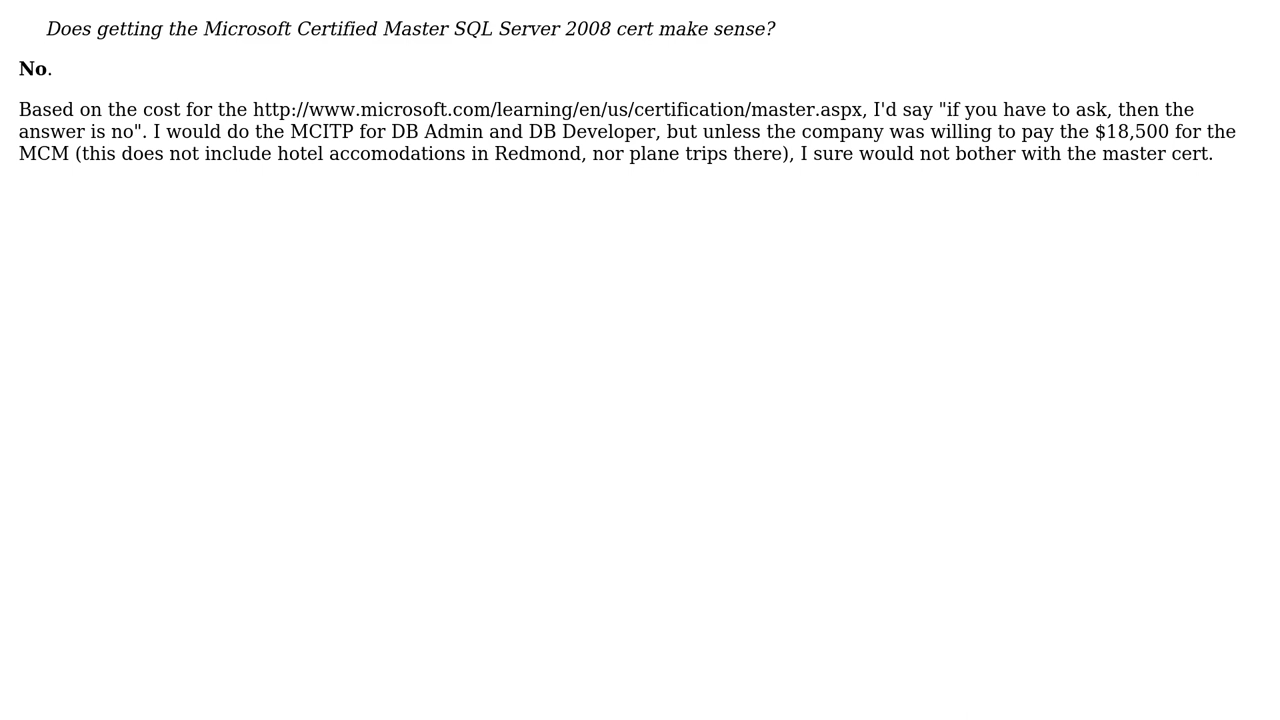 Does getting the Microsoft Certified Master SQL Server 2008 cert make sense?
No.
Based on the cost for the http://www.microsoft.com/learning/en/us/certification/master.aspx, I'd say "if you have to ask, then the
answer is no". I would do the MCITP for DB Admin and DB Developer, but unless the company was willing to pay the $18,500 for the
MCM (this does not include hotel accomodations in Redmond, nor plane trips there), I sure would not bother with the master cert.